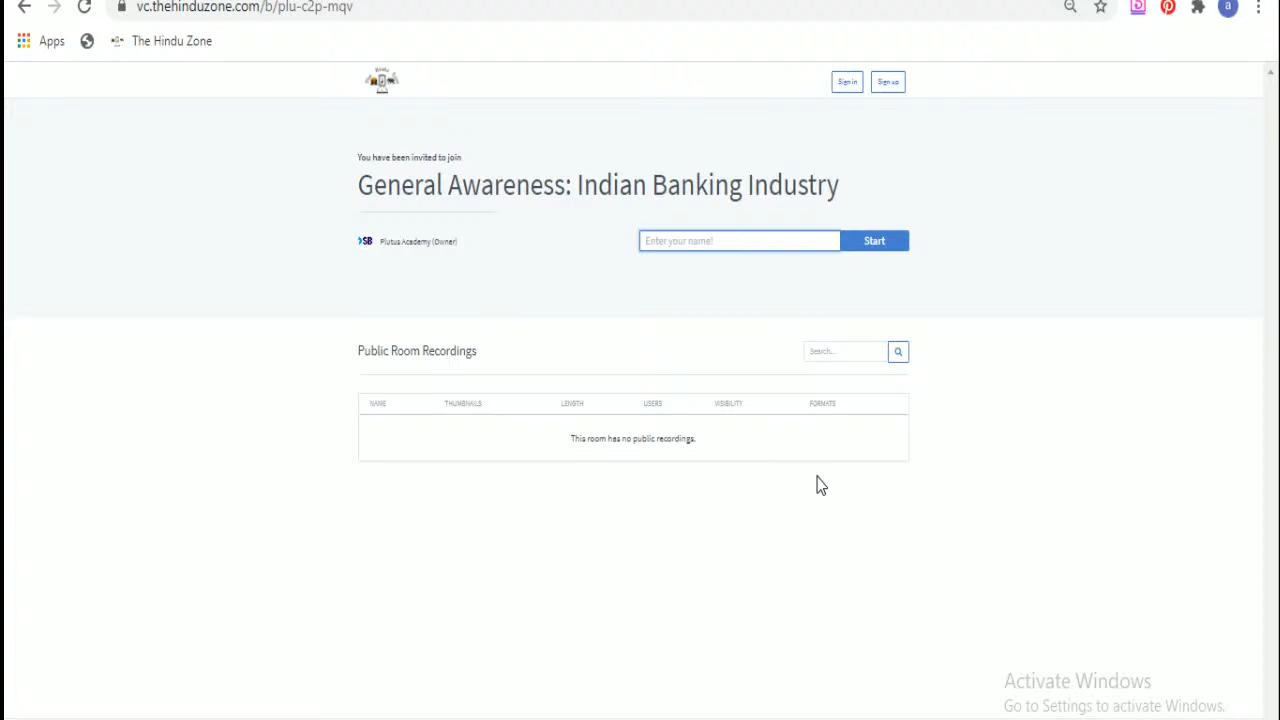 vc.thehinduzone.com/b/plu-c2p-mqv
a
Apps
The Hindu Zone
Sign in
Sign up
You have been invited to join
General Awareness: Indian Banking Industry
SB
Plutus Academy (Owner)
Enter your name!
Start
Public Room Recordings
Search...
NAME THUMBNAILS LENGTH USERS VISIBILITY FORMATS
This room has no public recordings.
Activate Windows
Go to Settings to activate Windows.